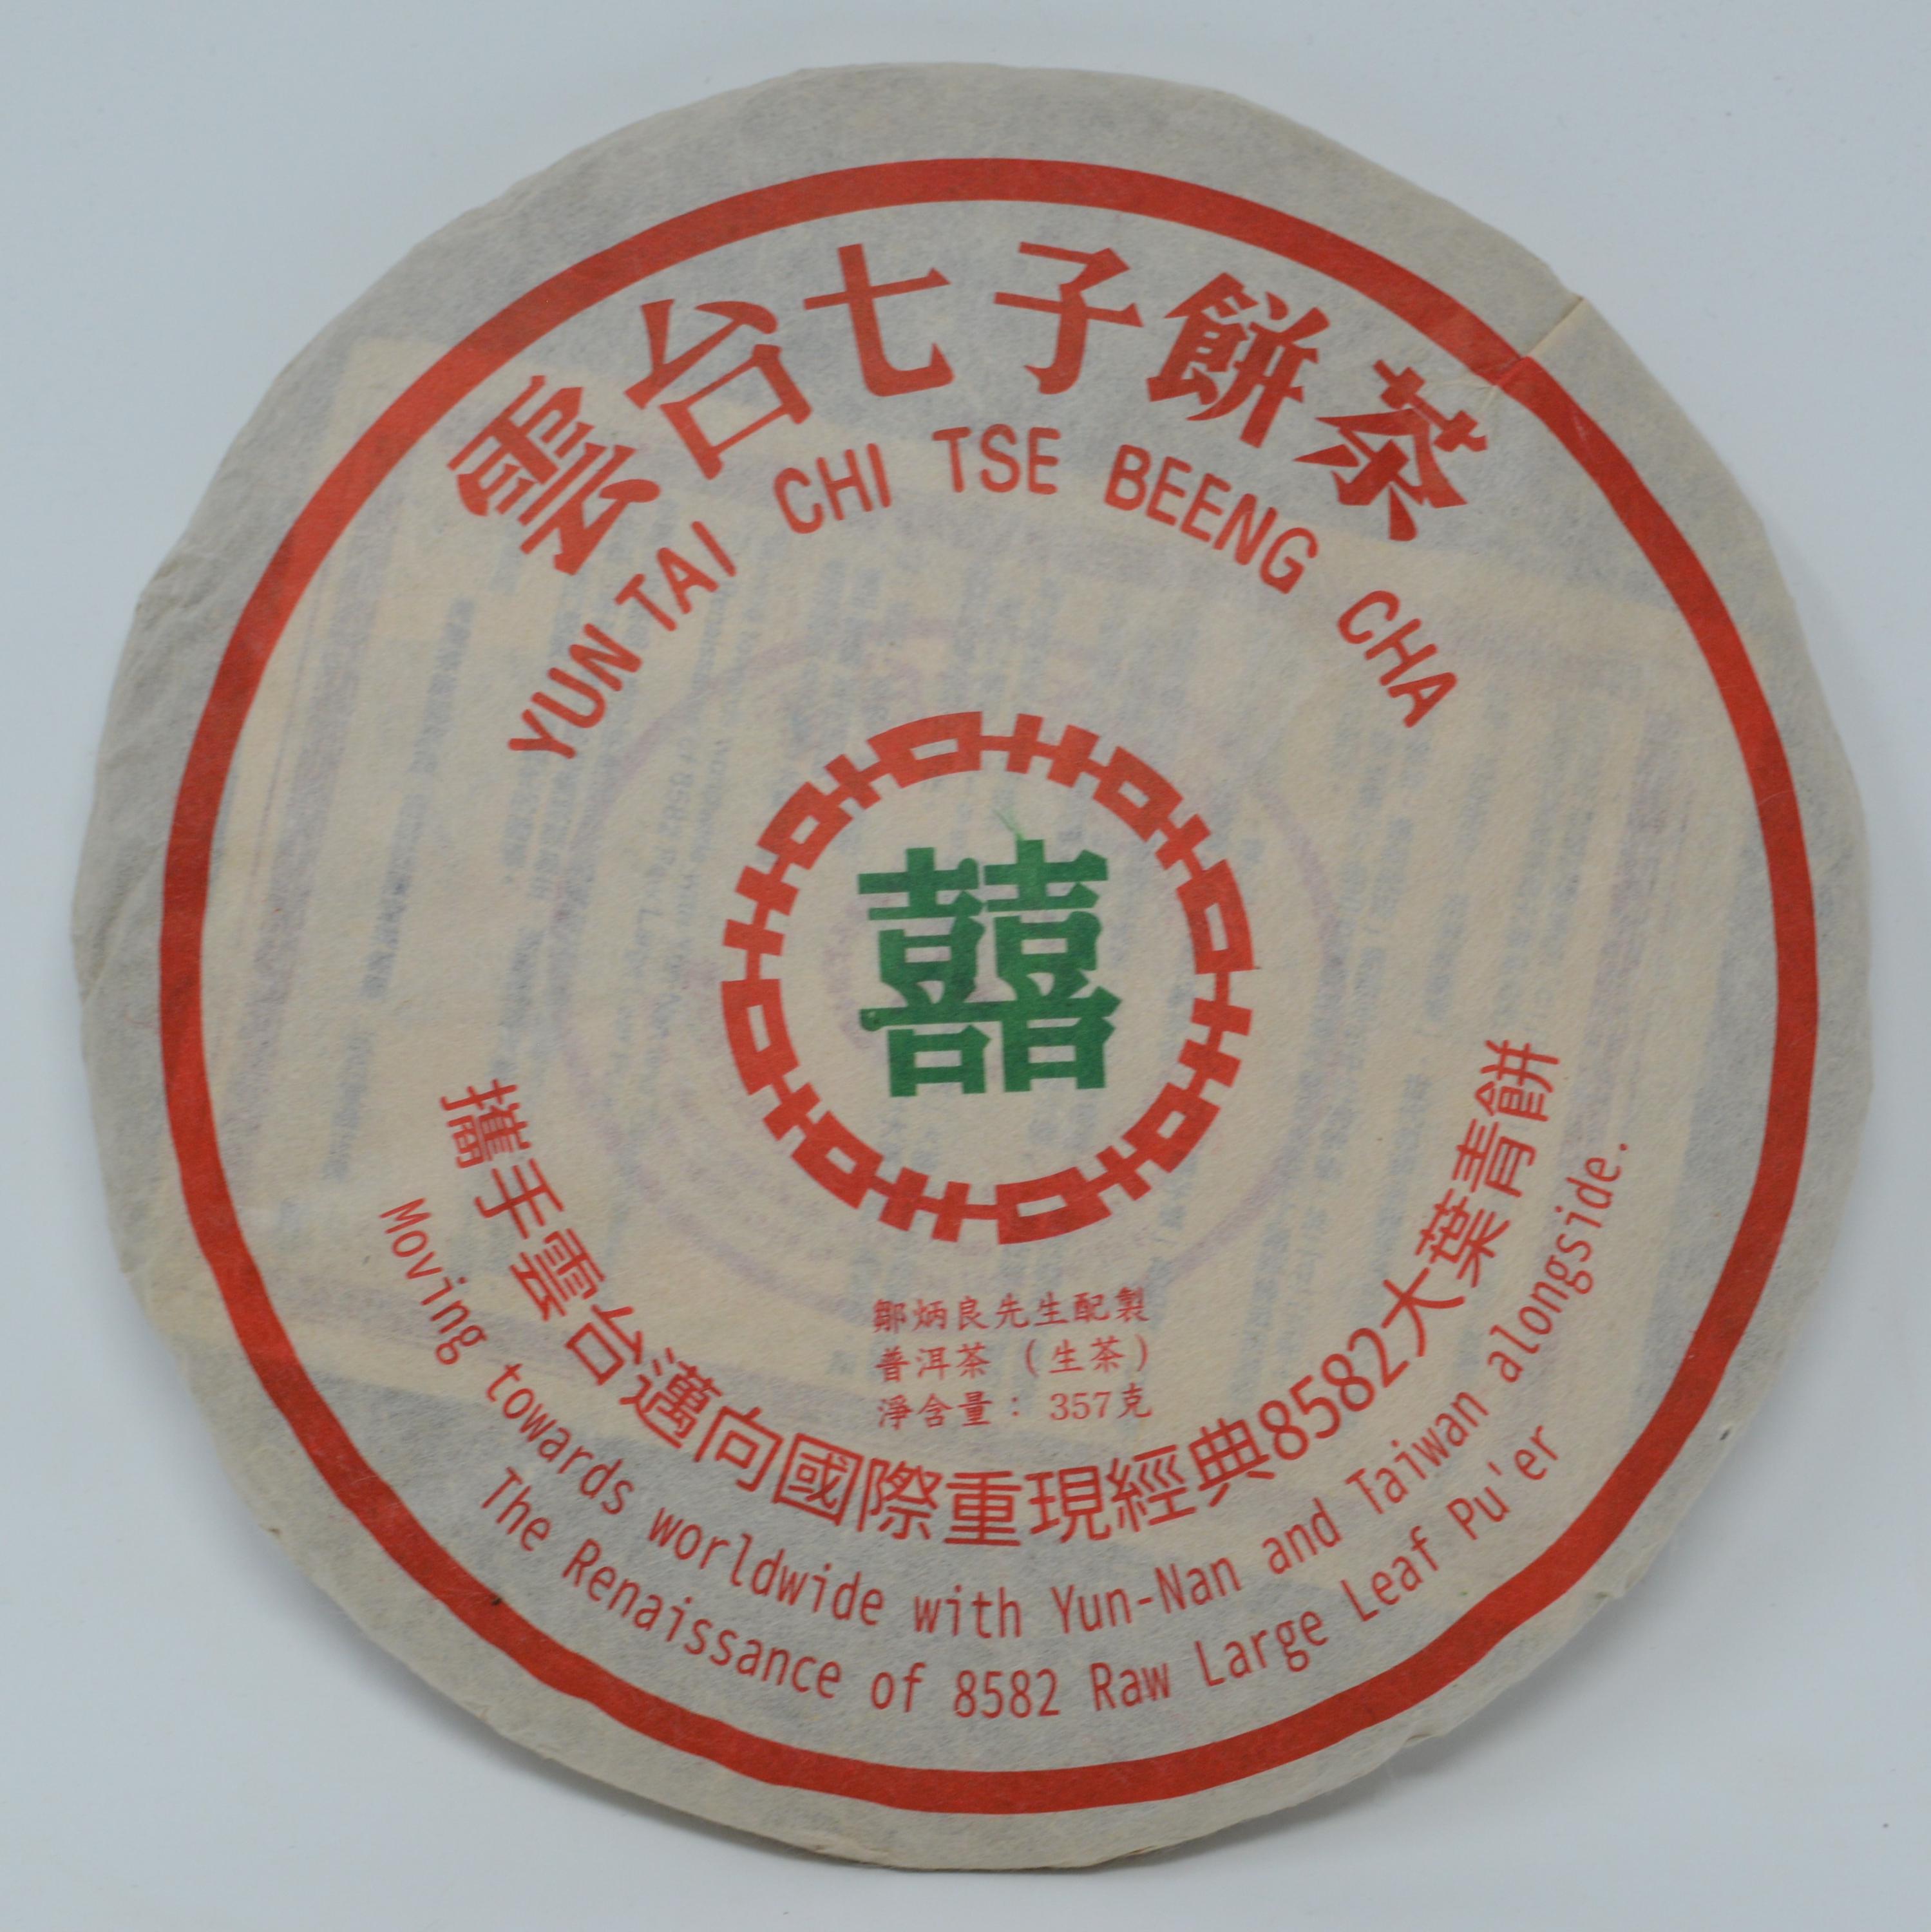 雲台七子餅茶
YUN TAI CHI TSE BEENG CHA
囍
鄒炳良先生配製
普洱茶（生茶）
淨含量：357克
攜手雲台邁向國際重現經典8582大葉青餅
Moving towards worldwide with Yun-Nan and Taiwan alongside.
The Renaissance of 8582 Raw Large Leaf Pu'er